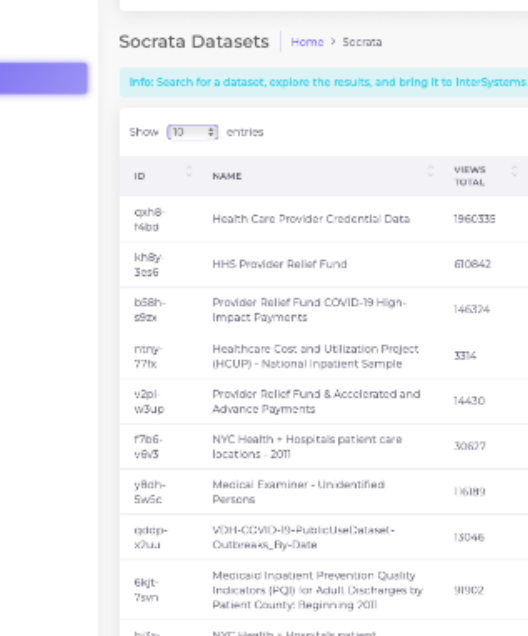 Socrata Datasets Home > Socrata
Info: Search for a dataset, explore the results, and bring it to InterSystems
Show 10 entries
ID NAME VIEWS
TOTAL
qxh8-
f4bd Health Care Provider Credential Data 1960335
kh8y-
3es6 HHS Provider Relief Fund 610842
b58h-
s9zx Provider Relief Fund COVID-19 High-
Impact Payments 146324
ntny-
77fx Healthcare Cost and Utilization Project
(HCUP) - National Inpatient Sample 3314
v2pi-
w3up Provider Relief Fund & Accelerated and
Advance Payments 14430
f7b6-
v6v3 NYC Health + Hospitals patient care
locations - 2011 30627
y8dh-
5w5c Medical Examiner - Unidentified
Persons 116189
qddp-
x2uu VDH-COVID-19-PublicUseDataset-
Outbreaks_By-Date 13046
6kjt-
7svn Medicaid Inpatient Prevention Quality
Indicators (PQI) for Adult Discharges by
Patient County: Beginning 2011 91902
NYC Health + Hospitals patient